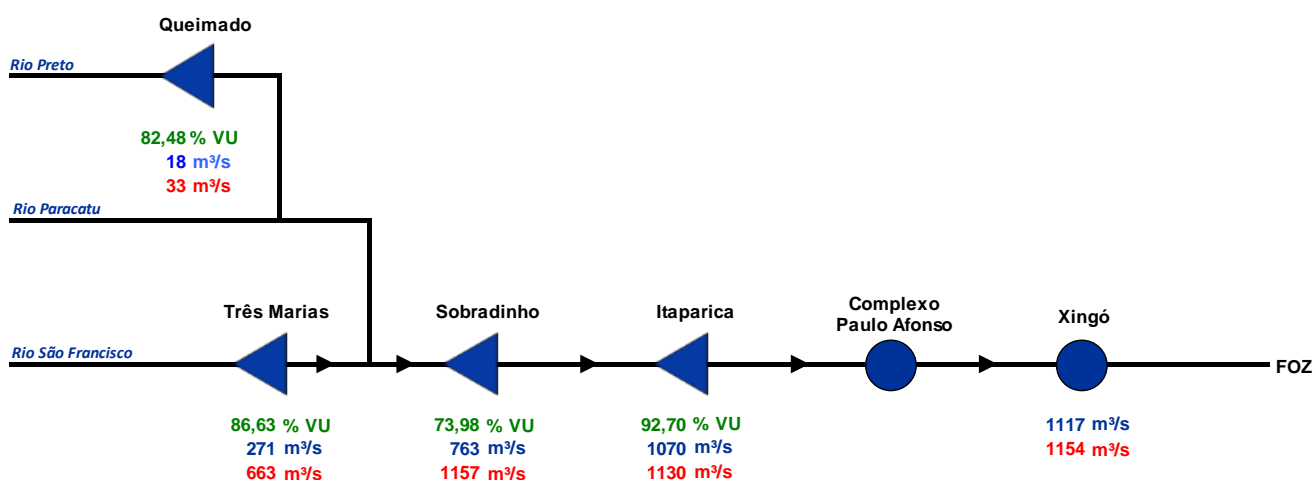 Queimado
Rio Preto
82,48 % VU
18 m³/s
33 m³/s
Rio Paracatu
Três Marias
Sobradinho
Itaparica
Complexo
Paulo Afonso
Xingó
Rio São Francisco
FOZ
86,63 % VU
271 m³/s
663 m³/s
73,98 % VU
763 m³/s
1157 m³/s
92,70 % VU
1070 m³/s
1130 m³/s
1117 m³/s
1154 m³/s